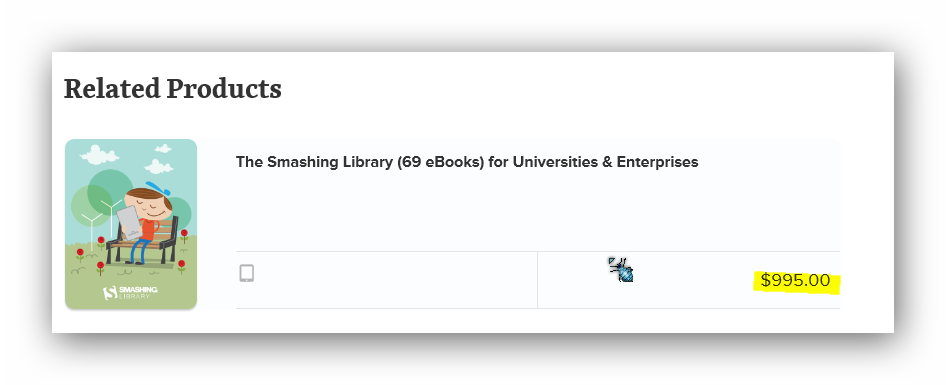 Related Products
The Smashing Library (69 eBooks) for Universities & Enterprises
SMASHING
LIBRARY
$995.00